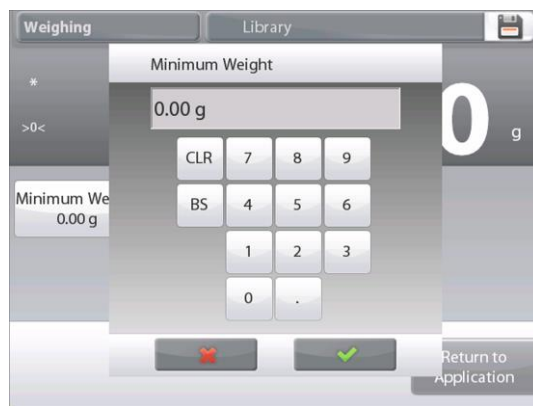 Weighing
Library
Minimum Weight
*
>0<
0.00 g
0 g
CLR 7 8 9
Minimum We
0.00 g
BS 4 5 6
1 2 3
0 .
Return to
Application